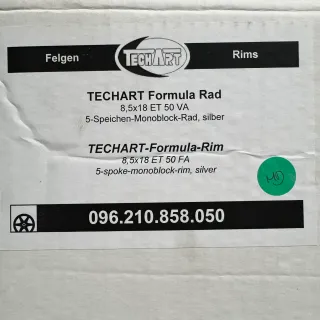 Felgen TECHART Rims
TECHART Formula Rad
8,5x18 ET 50 VA
5-Speichen-Monoblock-Rad, silber
TECHART-Formula-Rim
8,5x18 ET 50 FA
5-spoke-monoblock-rim, silver
096.210.858.050